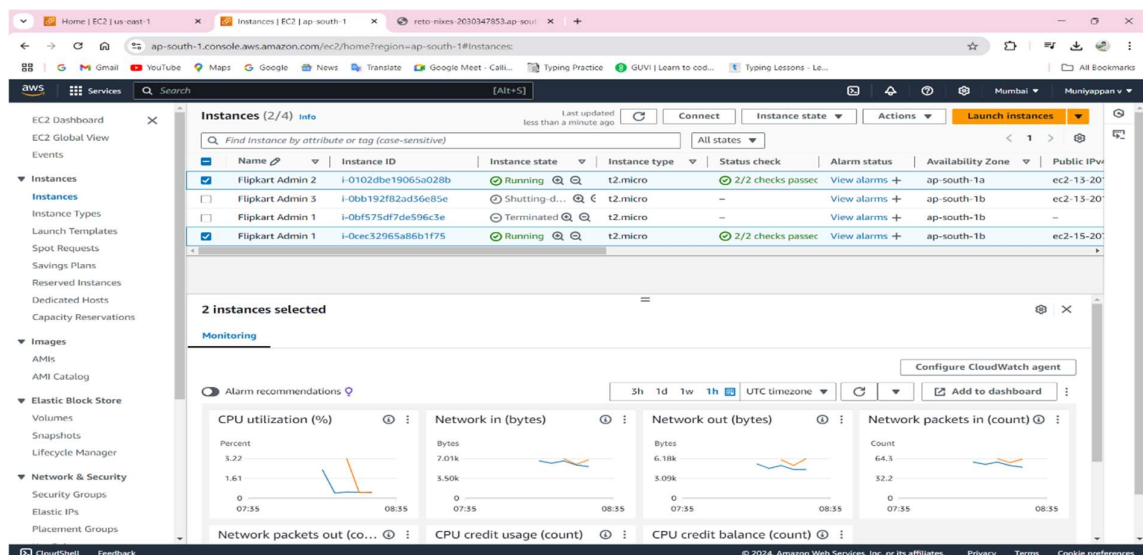 Home | EC2 | us-east-1
Instances | EC2 | ap-south-1
reto-nixes-2030347853.ap-sout
ap-south-1.console.aws.amazon.com/ec2/home?region=ap-south-1#Instances:
Gmail YouTube Maps Google News Translate Google Meet - Calli... Typing Practice GUVI | Learn to cod... Typing Lessons - Le... All Bookmarks
aws Services Search [Alt+S] Mumbai Muniyappan v
EC2 Dashboard
EC2 Global View
Events
Instances
Instances
Instance Types
Launch Templates
Spot Requests
Savings Plans
Reserved Instances
Dedicated Hosts
Capacity Reservations
Images
AMIs
AMI Catalog
Elastic Block Store
Volumes
Snapshots
Lifecycle Manager
Network & Security
Security Groups
Elastic IPs
Placement Groups
Instances (2/4) Info
Last updated
less than a minute ago
Connect Instance state Actions Launch instances
Find Instance by attribute or tag (case-sensitive) All states 1
Name Instance ID Instance state Instance type Status check Alarm status Availability Zone Public IPv4
Flipkart Admin 2 i-0102dbe19065a028b Running t2.micro 2/2 checks passec View alarms + ap-south-1a ec2-13-20
Flipkart Admin 3 i-0bb192f82ad36e85e Shutting-d... t2.micro – View alarms + ap-south-1b ec2-13-20
Flipkart Admin 1 i-0bf575df7de596c3e Terminated t2.micro – View alarms + ap-south-1b –
Flipkart Admin 1 i-0cec32965a86b1f75 Running t2.micro 2/2 checks passec View alarms + ap-south-1b ec2-15-20
2 instances selected
Monitoring
Configure CloudWatch agent
Alarm recommendations 3h 1d 1w 1h UTC timezone Add to dashboard
CPU utilization (%)
Percent
3.22
1.61
0
07:35 08:35
Network in (bytes)
Bytes
7.01k
3.50k
0
07:35 08:35
Network out (bytes)
Bytes
6.18k
3.09k
0
07:35 08:35
Network packets in (count)
Count
64.3
32.2
0
07:35 08:35
Network packets out (co...
CPU credit usage (count)
CPU credit balance (count)
CloudShell Feedback © 2024, Amazon Web Services, Inc. or its affiliates. Privacy Terms Cookie preferences